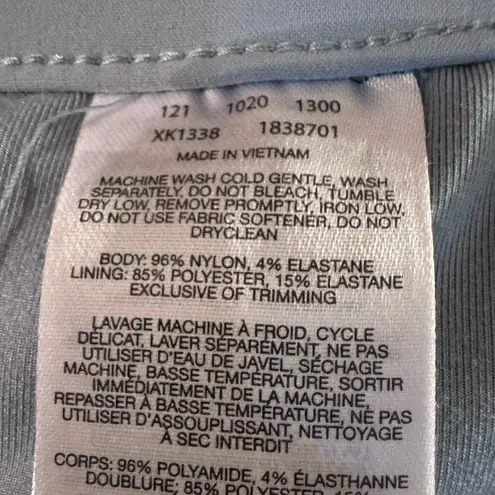 121 1020 1300
XK1338 1838701
MADE IN VIETNAM
MACHINE WASH COLD GENTLE, WASH
SEPARATELY, DO NOT BLEACH, TUMBLE
DRY LOW, REMOVE PROMPTLY, IRON LOW,
DO NOT USE FABRIC SOFTENER, DO NOT
DRYCLEAN
BODY: 96% NYLON, 4% ELASTANE
LINING: 85% POLYESTER, 15% ELASTANE
EXCLUSIVE OF TRIMMING
LAVAGE MACHINE À FROID, CYCLE
DÉLICAT, LAVER SÉPARÉMENT, NE PAS
UTILISER D'EAU DE JAVEL, SÉCHAGE
MACHINE, BASSE TEMPÉRATURE, SORTIR
IMMÉDIATEMENT DE LA MACHINE,
REPASSER À BASSE TEMPÉRATURE, NE PAS
UTILISER D'ASSOUPLISSANT, NETTOYAGE
À SEC INTERDIT
CORPS: 96% POLYAMIDE, 4% ÉLASTHANNE
DOUBLURE: 85% POLYESTER, 15%